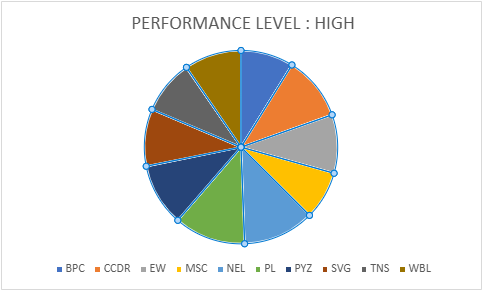 PERFORMANCE LEVEL : HIGH
BPC CCDR EW MSC NEL PL PYZ SVG TNS WBL